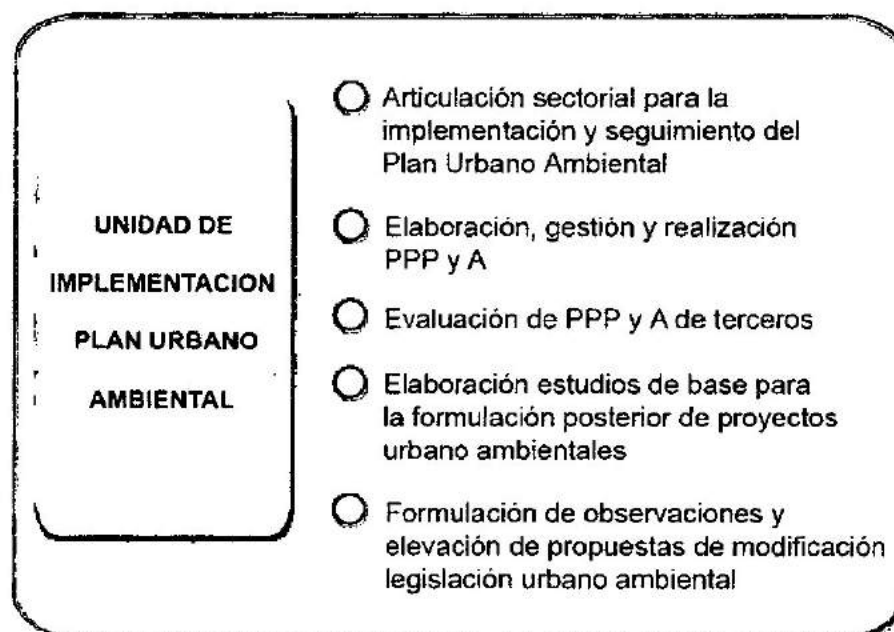 UNIDAD DE
IMPLEMENTACION
PLAN URBANO
AMBIENTAL
Articulación sectorial para la
implementación y seguimiento del
Plan Urbano Ambiental
Elaboración, gestión y realización
PPP y A
Evaluación de PPP y A de terceros
Elaboración estudios de base para
la formulación posterior de proyectos
urbano ambientales
Formulación de observaciones y
elevación de propuestas de modificación
legislación urbano ambiental